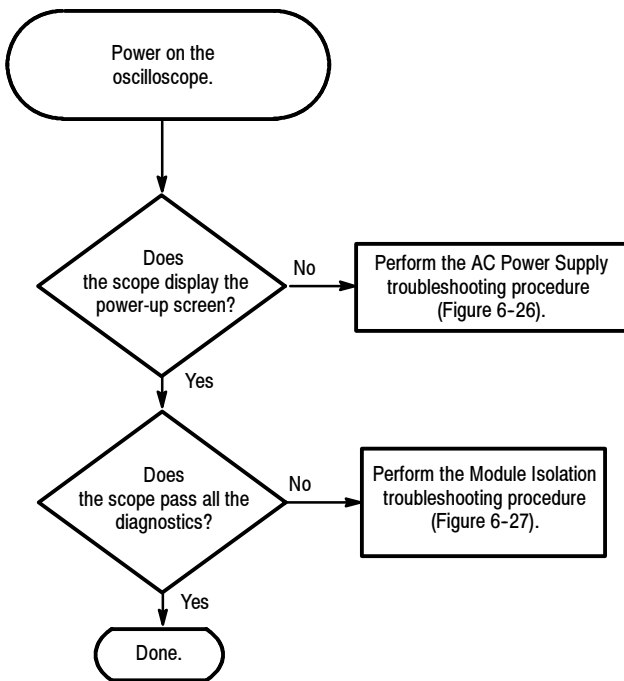 Power on the
oscilloscope.
Does
the scope display the
power-up screen?
No
Perform the AC Power Supply
troubleshooting procedure
(Figure 6-26).
Yes
Does
the scope pass all the
diagnostics?
No
Perform the Module Isolation
troubleshooting procedure
(Figure 6-27).
Yes
Done.